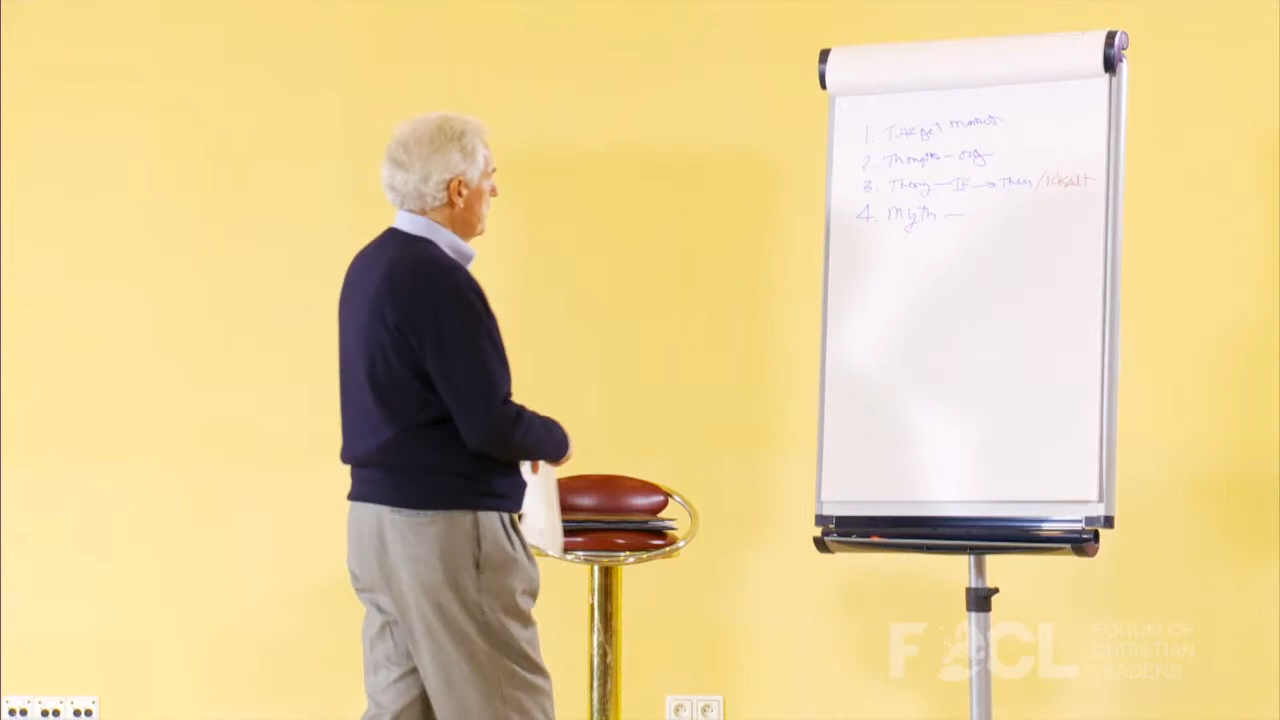 1. Target market
2. Thoughts - org
3. Theory - IF → Then / Result
4. Myth -
FOCL
FORUM OF
CHRISTIAN
LEADERS